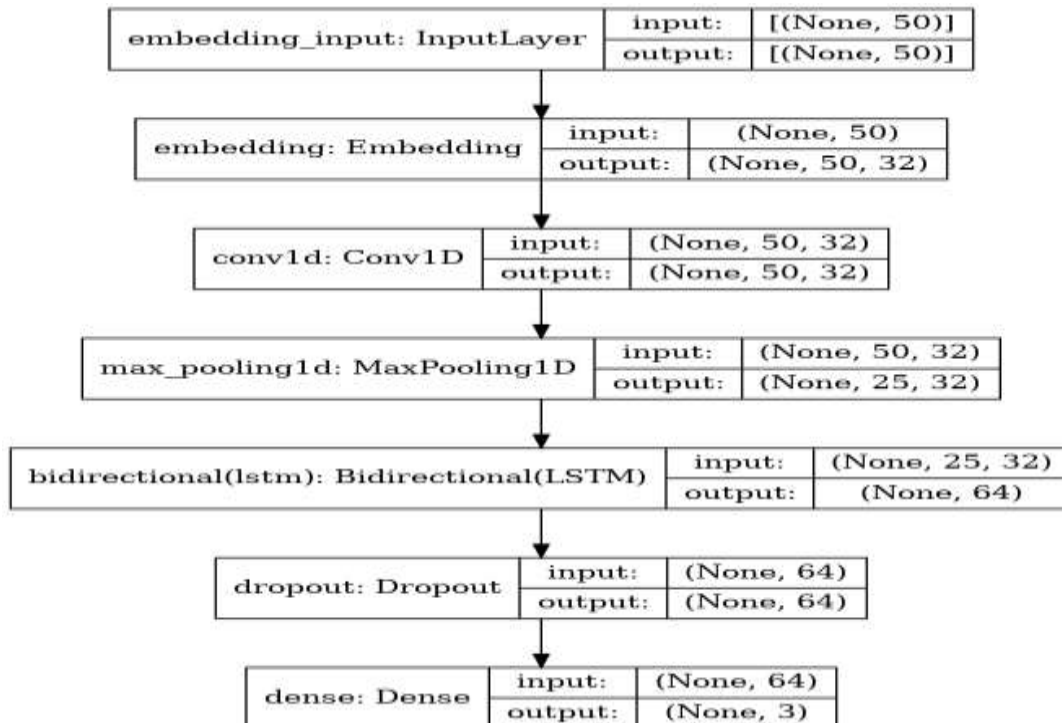 embedding_input: InputLayer
input: [(None, 50)]
output: [(None, 50)]
embedding: Embedding
input: (None, 50)
output: (None, 50, 32)
conv1d: Conv1D
input: (None, 50, 32)
output: (None, 50, 32)
max_pooling1d: MaxPooling1D
input: (None, 50, 32)
output: (None, 25, 32)
bidirectional(lstm): Bidirectional(LSTM)
input: (None, 25, 32)
output: (None, 64)
dropout: Dropout
input: (None, 64)
output: (None, 64)
dense: Dense
input: (None, 64)
output: (None, 3)